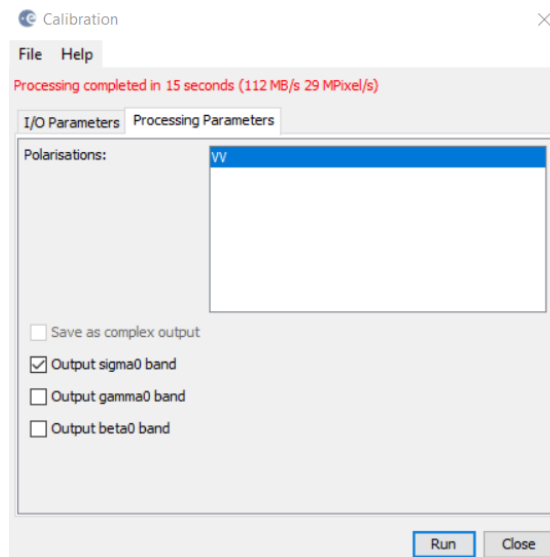 Calibration
File Help
Processing completed in 15 seconds (112 MB/s 29 MPixel/s)
I/O Parameters Processing Parameters
Polarisations: VV
Save as complex output
Output sigma0 band
Output gamma0 band
Output beta0 band
Run Close